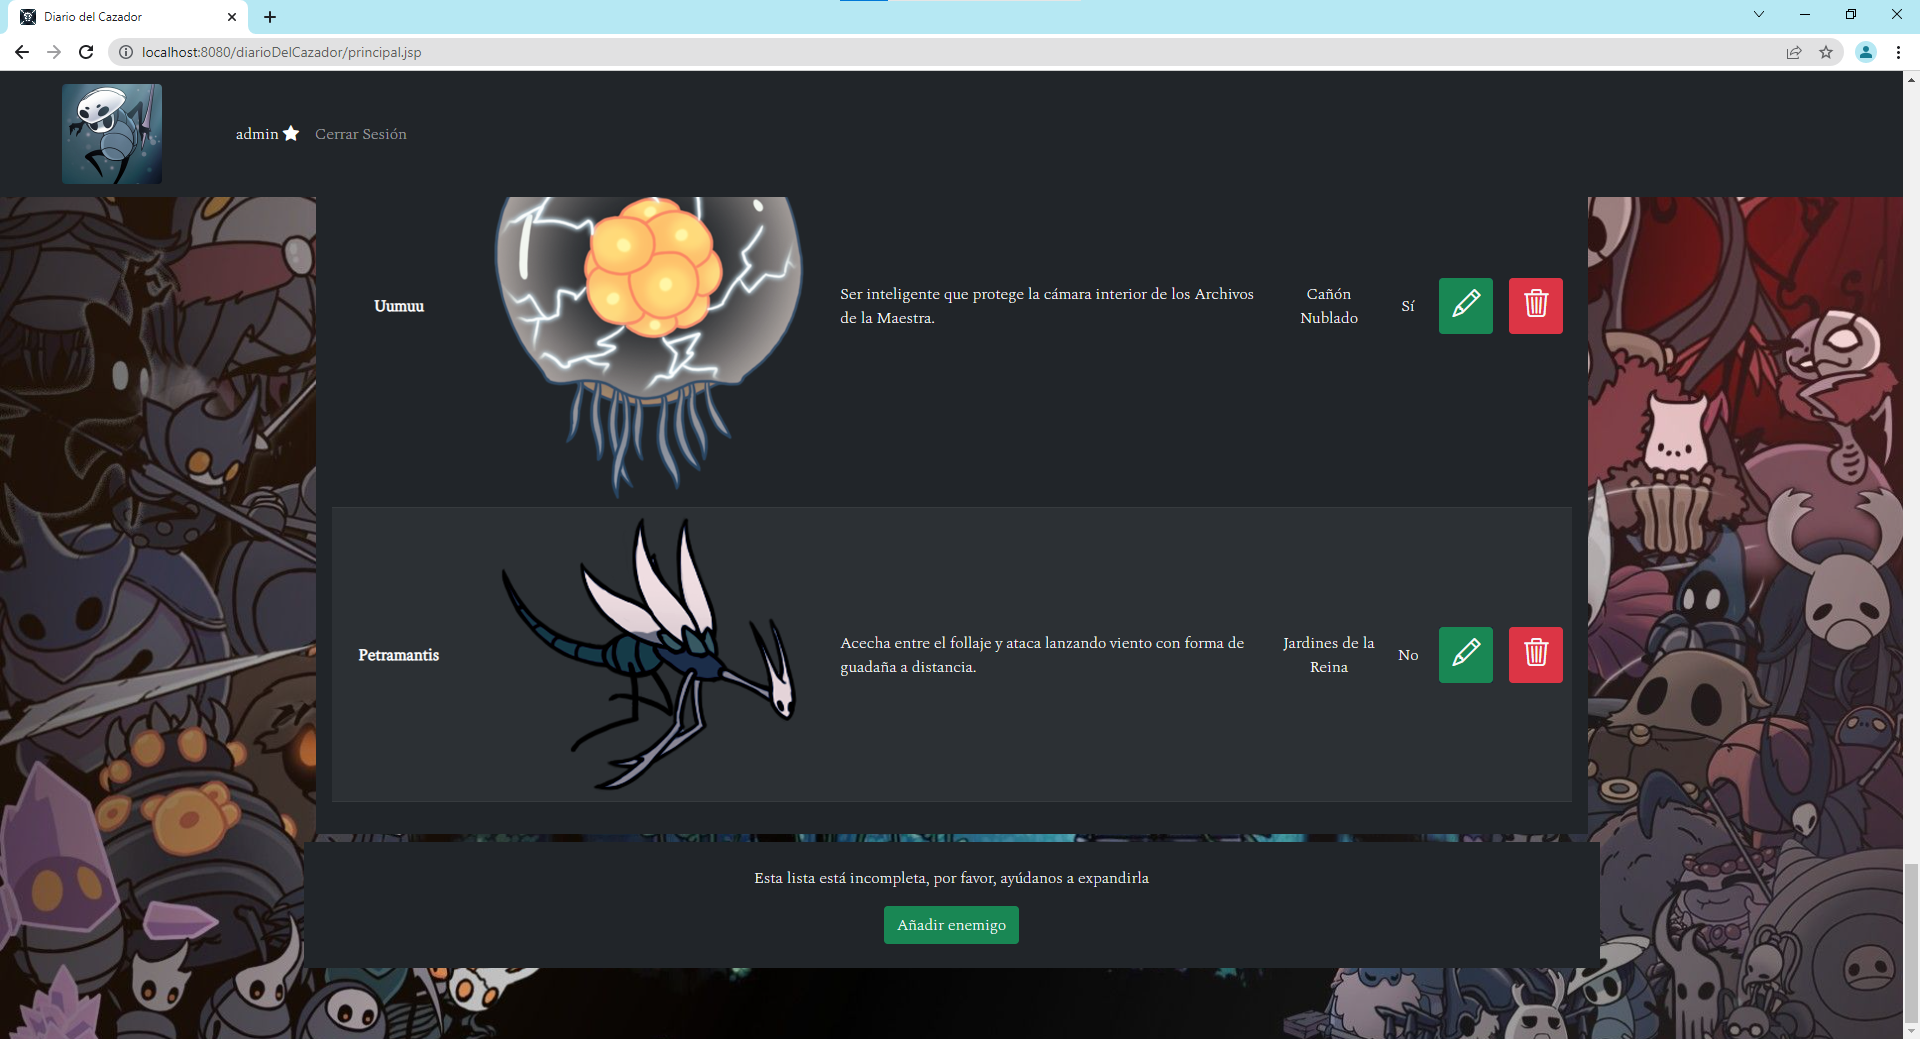 Diario del Cazador
localhost:8080/diarioDelCazador/principal.jsp
admin Cerrar Sesión
Uumuu
Ser inteligente que protege la cámara interior de los Archivos
de la Maestra.
Cañón
Nublado
Sí
Petramantis
Acecha entre el follaje y ataca lanzando viento con forma de
guadaña a distancia.
Jardines de la
Reina
No
Esta lista está incompleta, por favor, ayúdanos a expandirla
Añadir enemigo